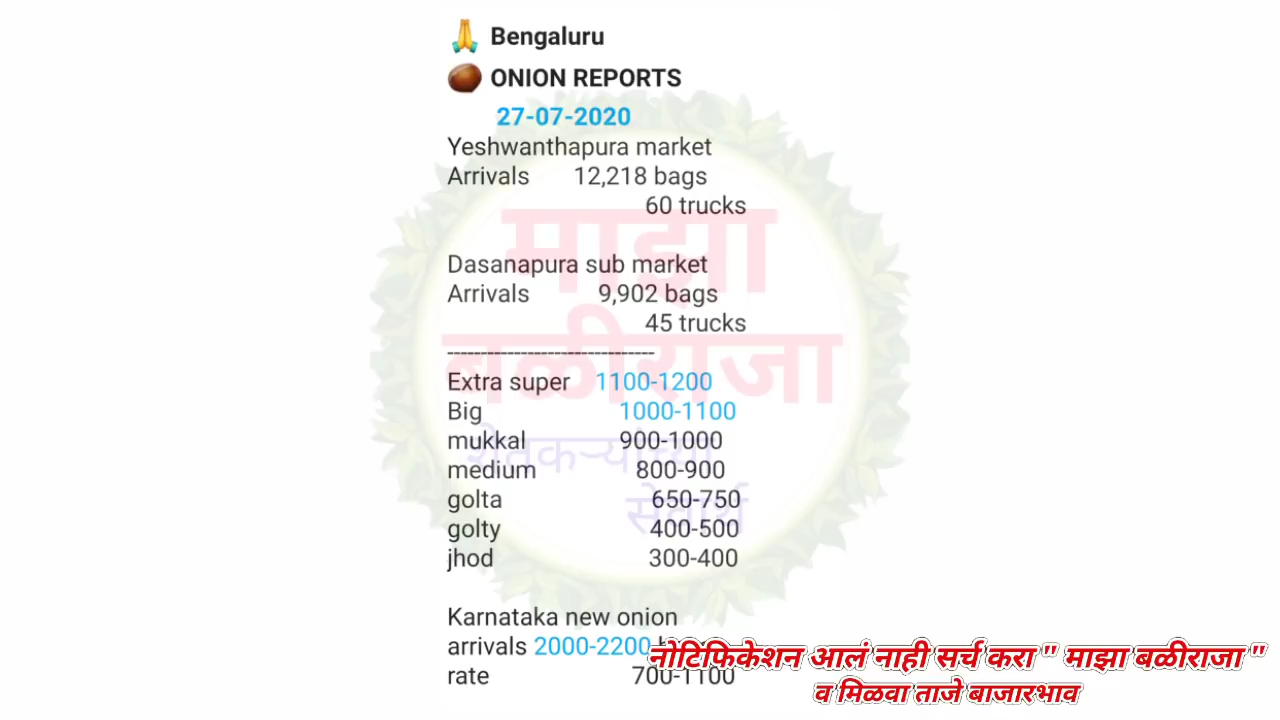 🙏 Bengaluru
🌰 ONION REPORTS
27-07-2020
Yeshwanthapura market
Arrivals 12,218 bags
60 trucks
Dasanapura sub market
Arrivals 9,902 bags
45 trucks
-------------------------------
Extra super 1100-1200
Big 1000-1100
mukkal 900-1000
medium 800-900
golta 650-750
golty 400-500
jhod 300-400
Karnataka new onion
arrivals 2000-2200
rate 700-1100
माझा
बळीराजा
शेतकऱ्यांच्या
सेवार्थ
नोटिफिकेशन आलं नाही सर्च करा " माझा बळीराजा "
व मिळवा ताजे बाजारभाव